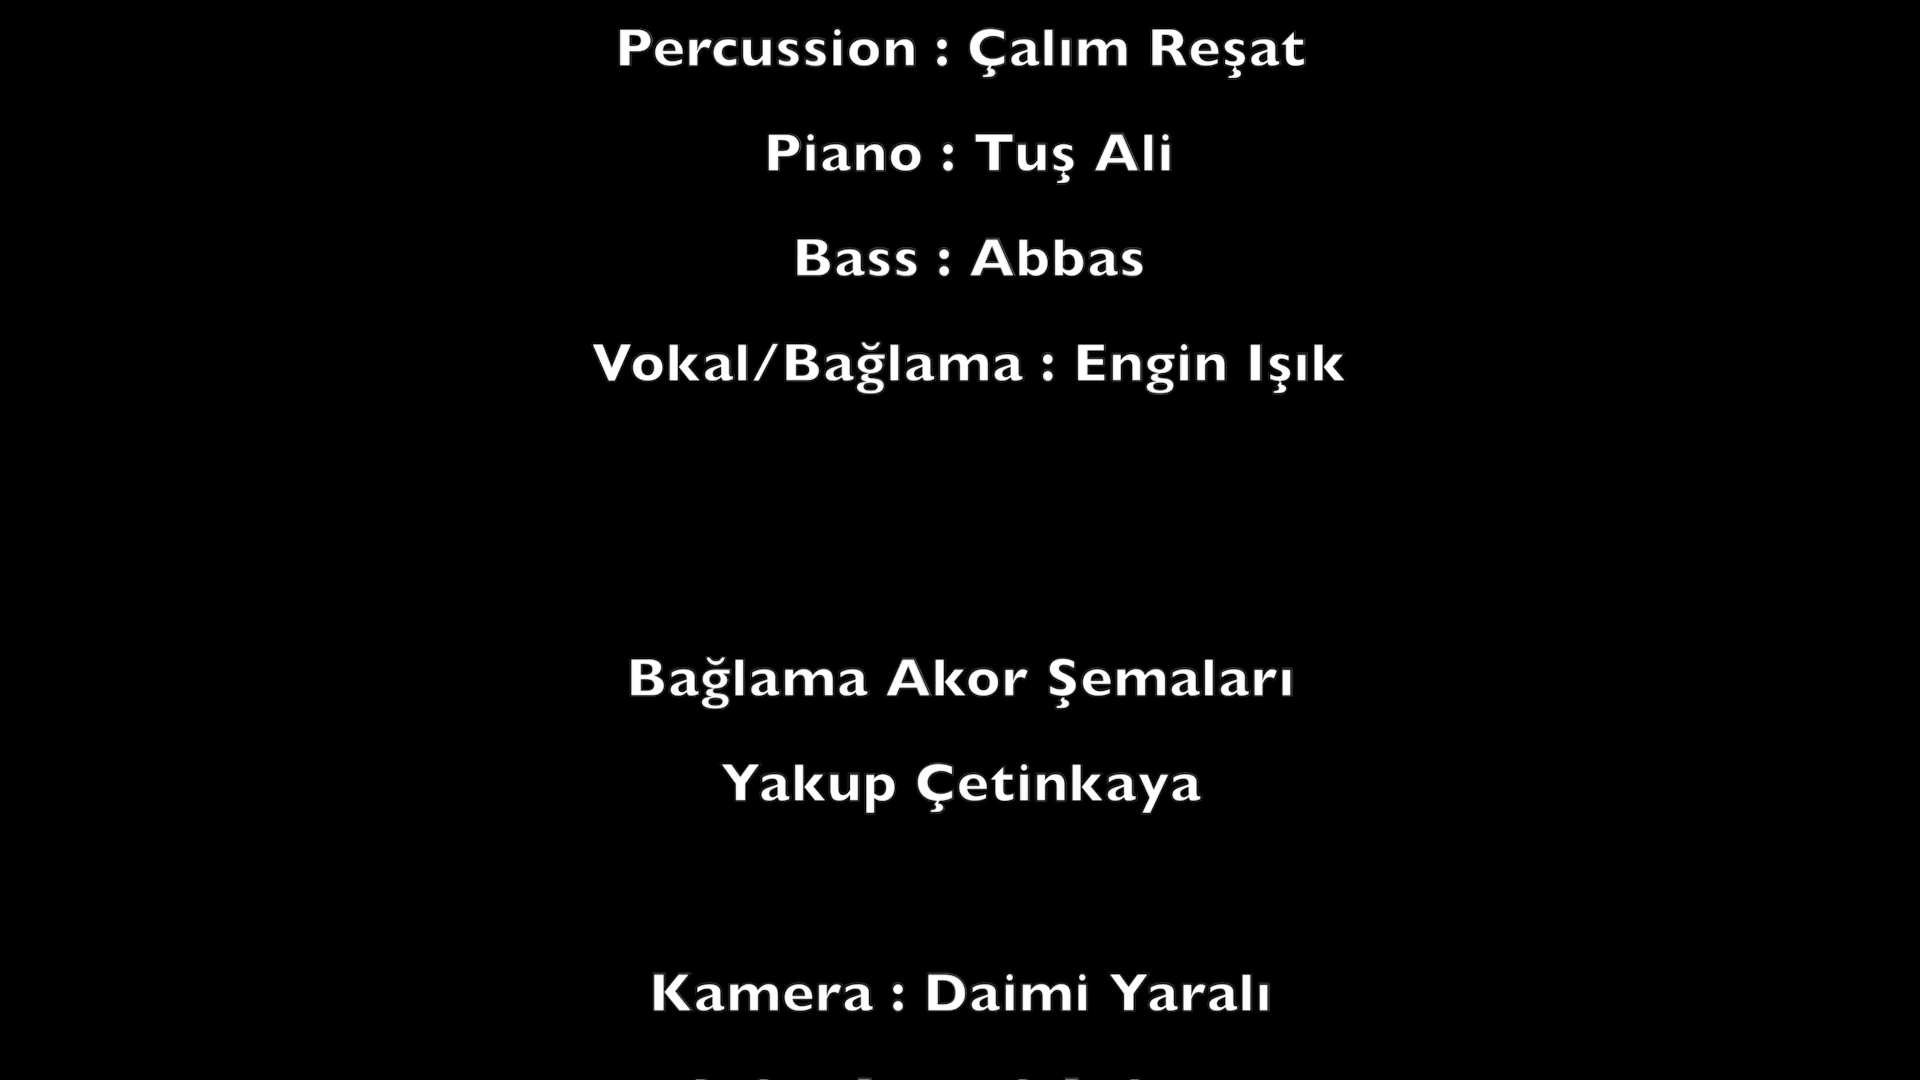 Percussion : Çalım Reşat
Piano : Tuş Ali
Bass : Abbas
Vokal/Bağlama : Engin Işık
Bağlama Akor Şemaları
Yakup Çetinkaya
Kamera : Daimi Yaralı